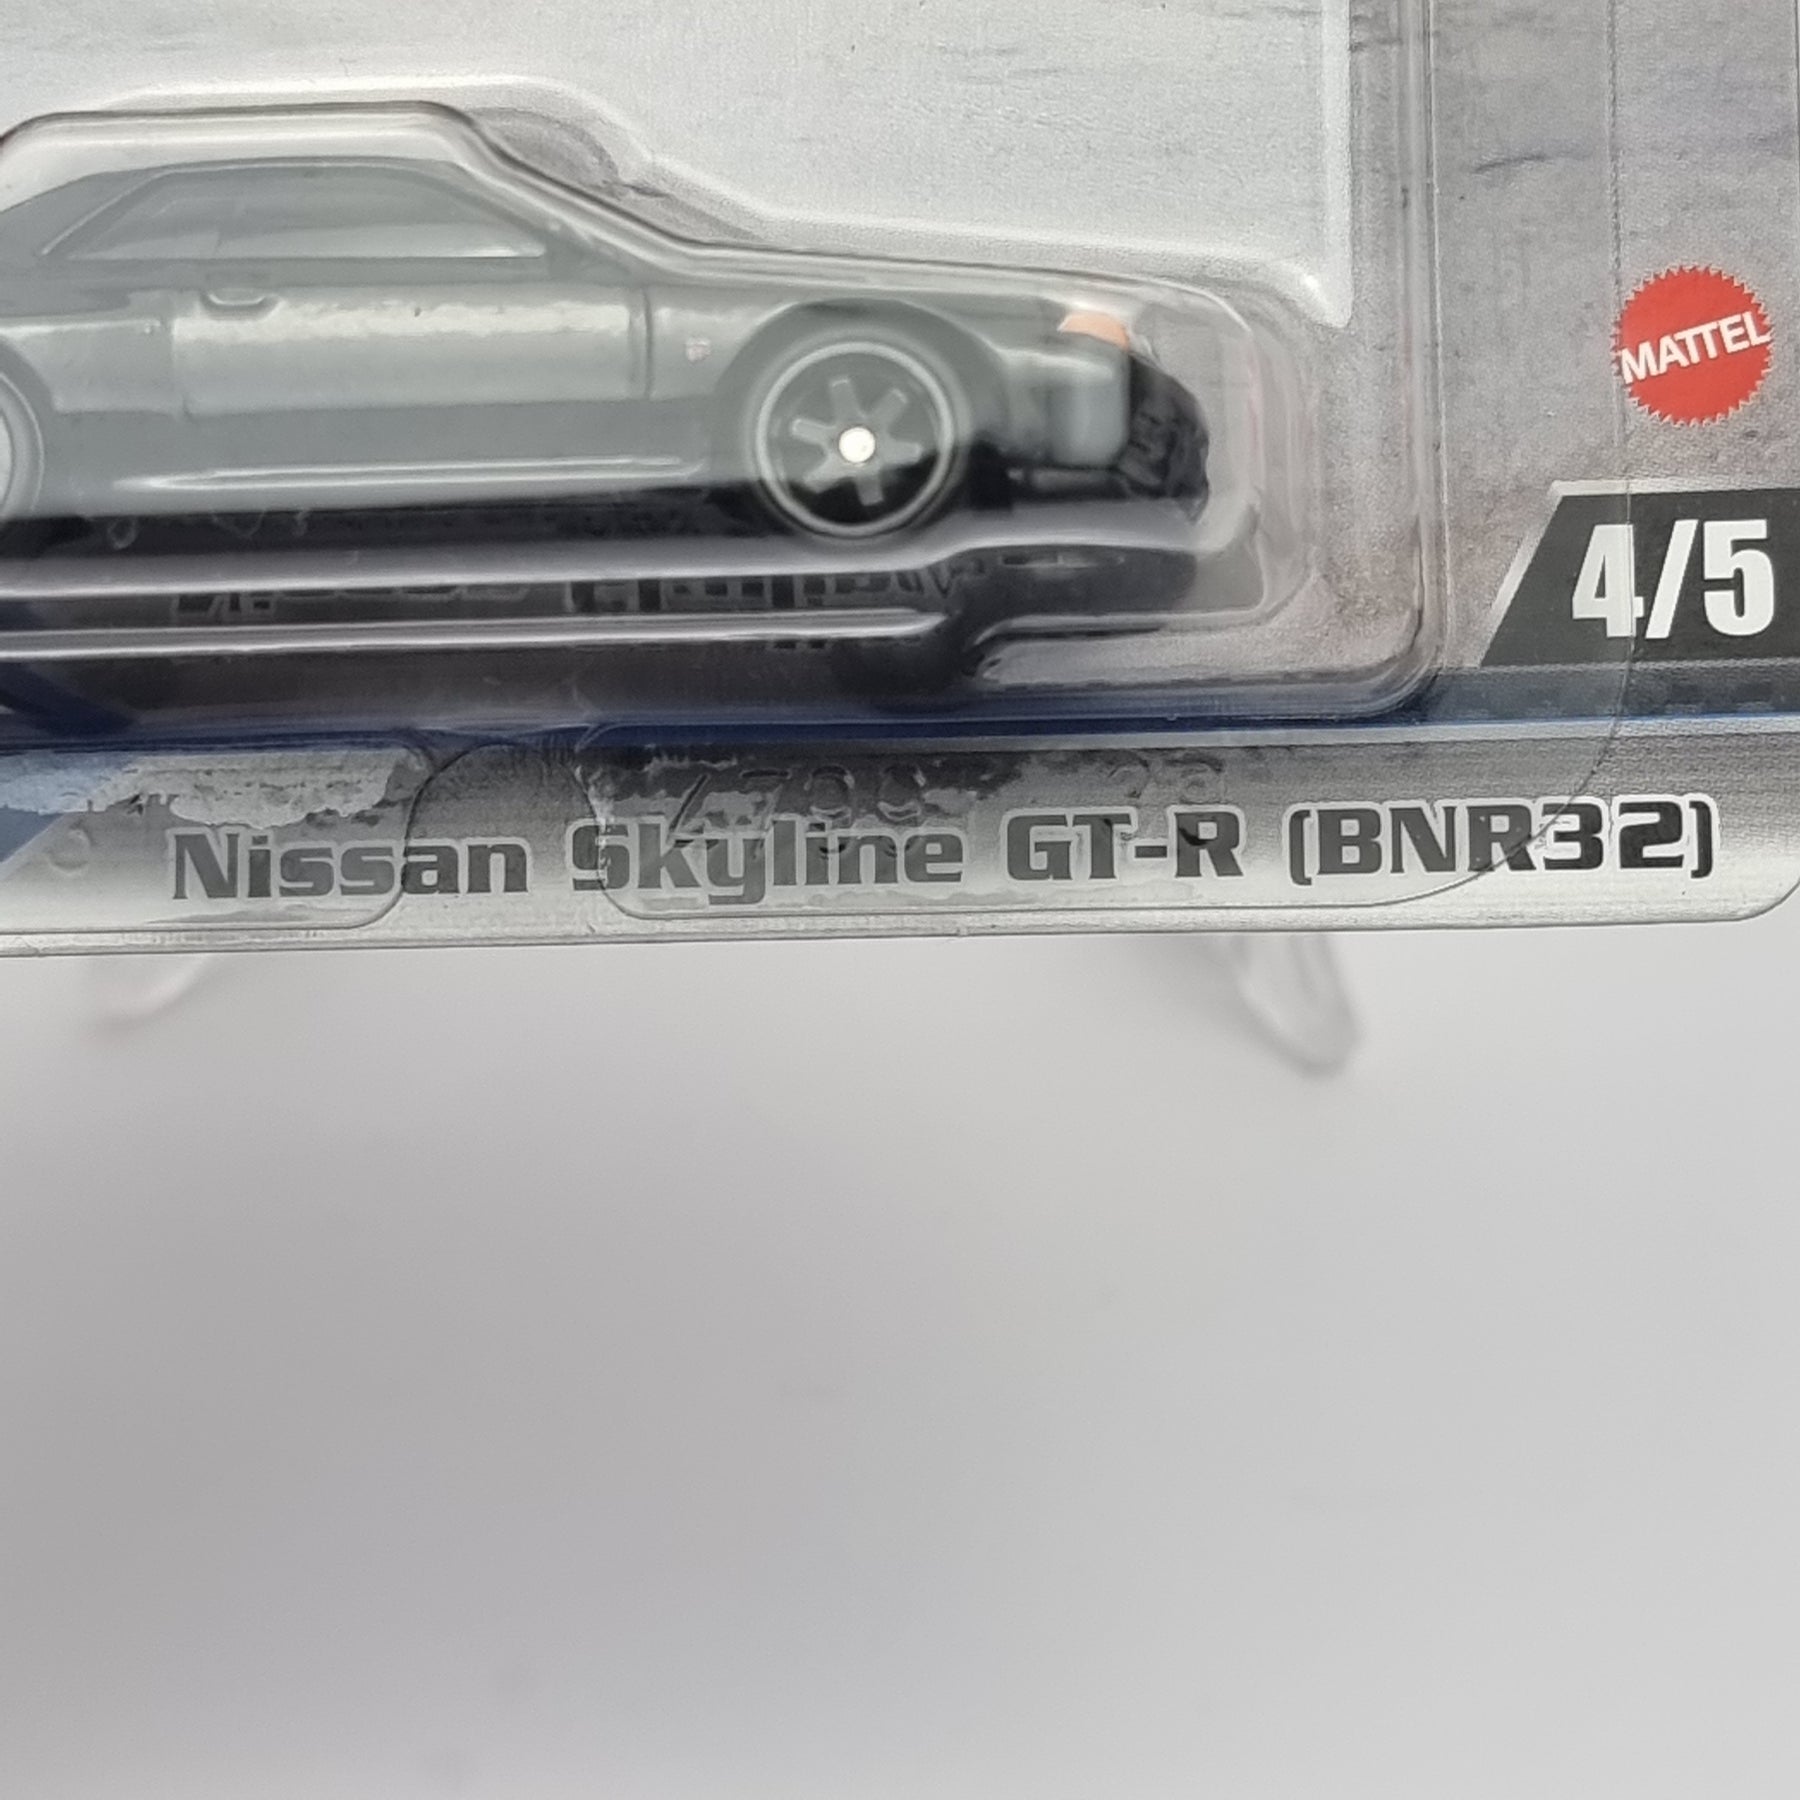 MATTEL
4/5
Nissan Skyline GT-R (BNR32)